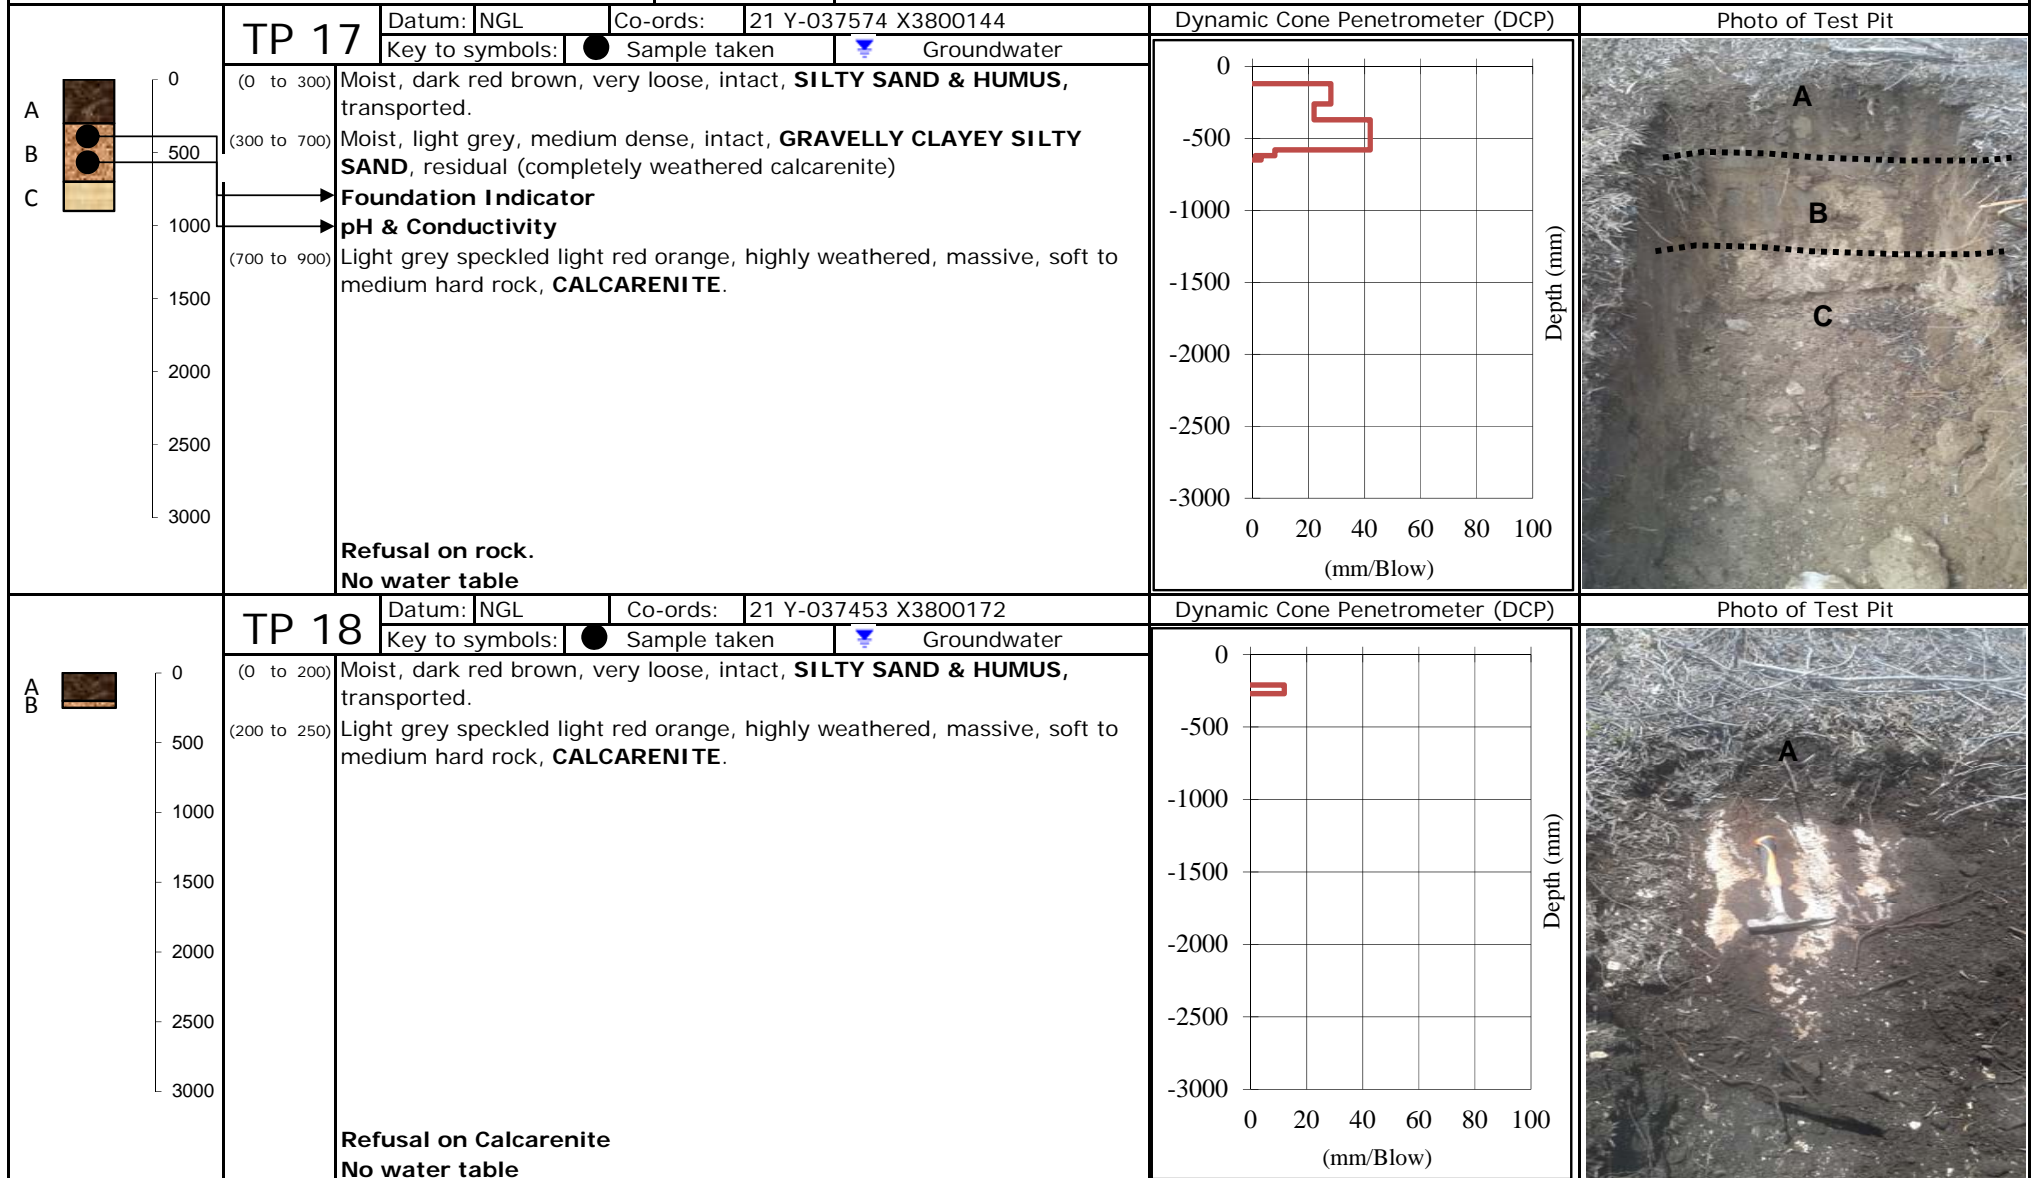 TP 17
Datum: NGL Co-ords: 21 Y-037574 X3800144
Key to symbols: Sample taken Groundwater
Dynamic Cone Penetrometer (DCP)
Photo of Test Pit
A
B
C
0
500
1000
1500
2000
2500
3000
(0 to 300) Moist, dark red brown, very loose, intact, SILTY SAND & HUMUS,
transported.
(300 to 700) Moist, light grey, medium dense, intact, GRAVELLY CLAYEY SILTY
SAND, residual (completely weathered calcarenite)
Foundation Indicator
pH & Conductivity
(700 to 900) Light grey speckled light red orange, highly weathered, massive, soft to
medium hard rock, CALCARENITE.
Refusal on rock.
No water table
0
-500
-1000
-1500
-2000
-2500
-3000
0 20 40 60 80 100
(mm/Blow)
Depth (mm)
A
B
C
TP 18
Datum: NGL Co-ords: 21 Y-037453 X3800172
Key to symbols: Sample taken Groundwater
Dynamic Cone Penetrometer (DCP)
Photo of Test Pit
A
B
0
500
1000
1500
2000
2500
3000
(0 to 200) Moist, dark red brown, very loose, intact, SILTY SAND & HUMUS,
transported.
(200 to 250) Light grey speckled light red orange, highly weathered, massive, soft to
medium hard rock, CALCARENITE.
Refusal on Calcarenite
No water table
0
-500
-1000
-1500
-2000
-2500
-3000
0 20 40 60 80 100
(mm/Blow)
Depth (mm)
A